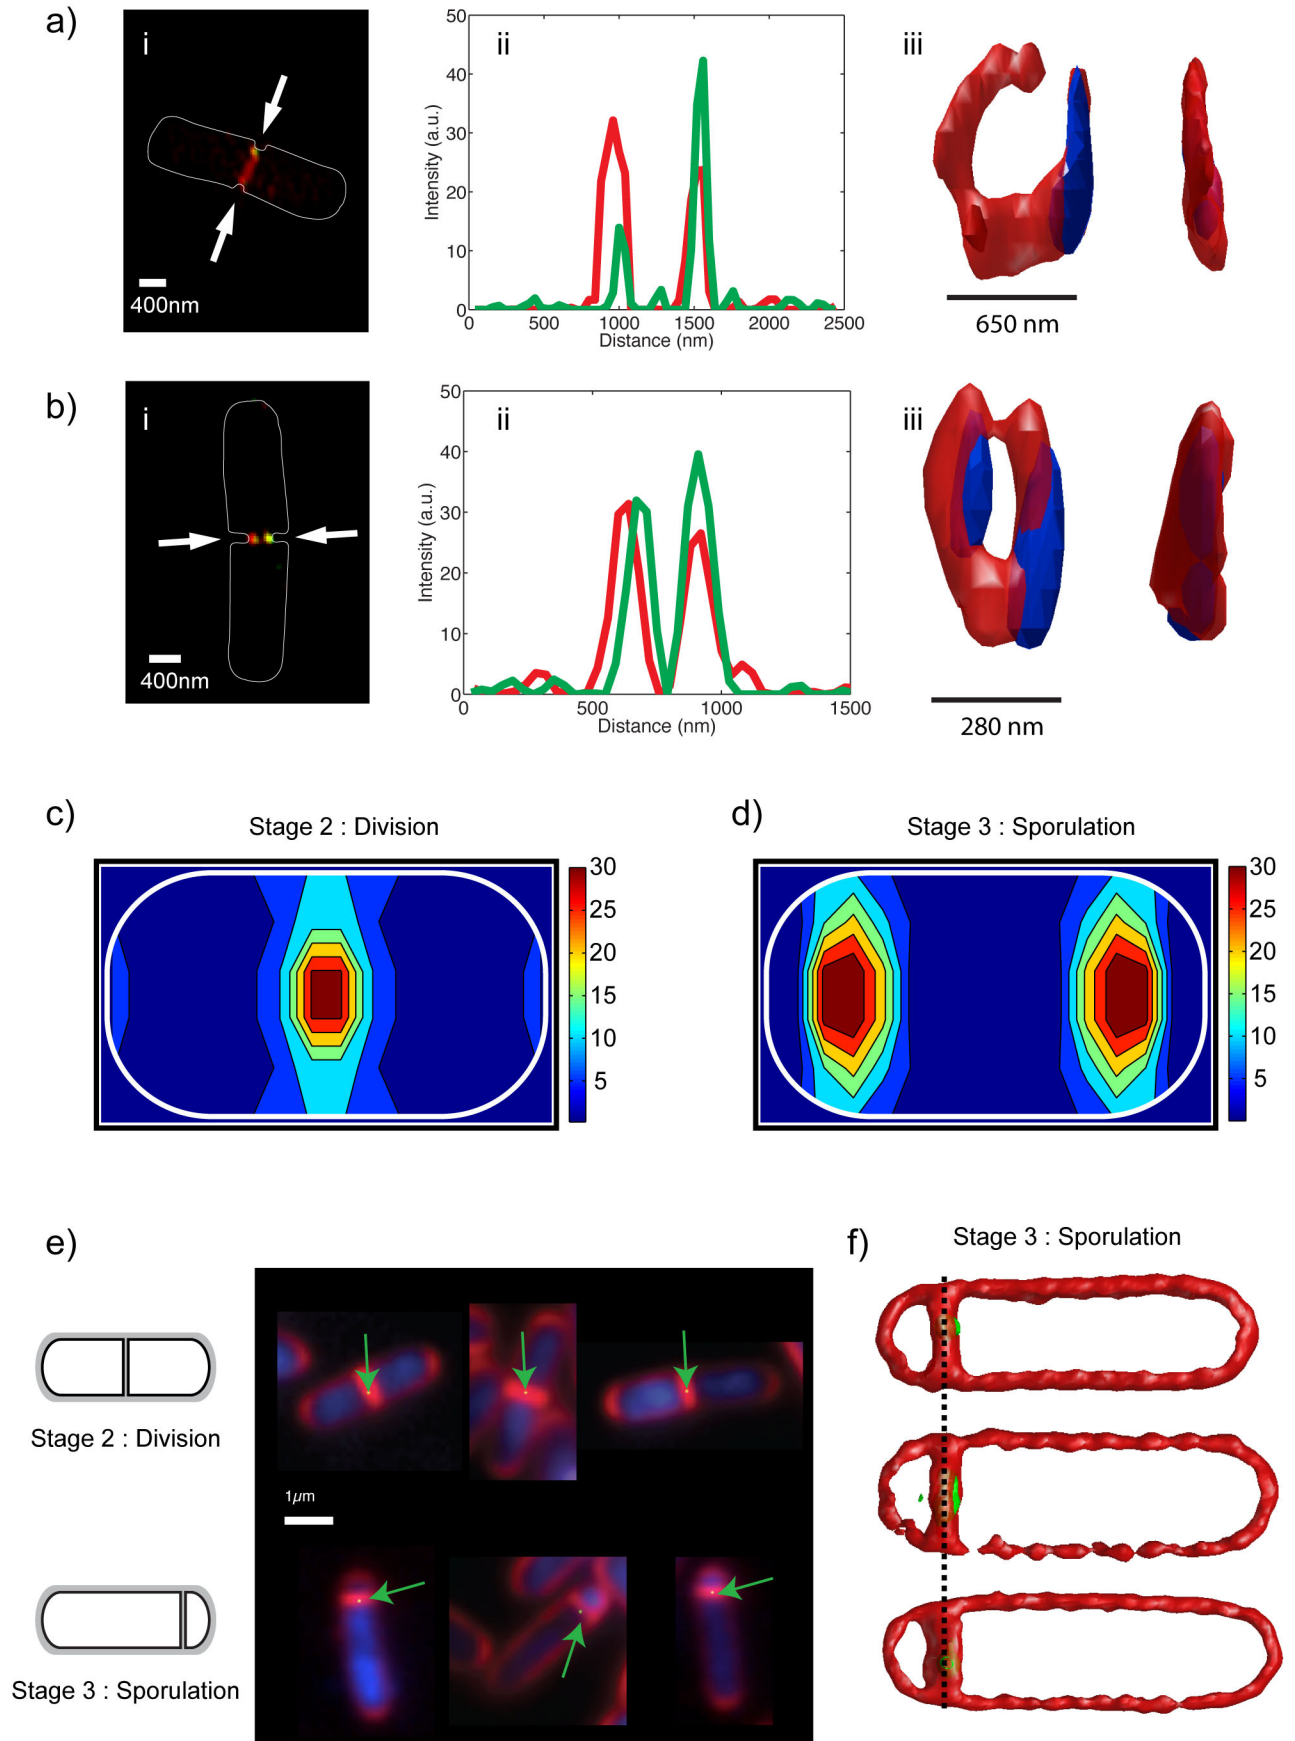 a)
i
400nm
ii
Intensity (a.u.)
50
40
30
20
10
0
0 500 1000 1500 2000 2500
Distance (nm)
iii
650 nm
b)
i
400nm
ii
Intensity (a.u.)
50
40
30
20
10
0
0 500 1000 1500
Distance (nm)
iii
280 nm
c)
Stage 2 : Division
30
25
20
15
10
5
d)
Stage 3 : Sporulation
30
25
20
15
10
5
e)
Stage 2 : Division
1µm
Stage 3 : Sporulation
f)
Stage 3 : Sporulation